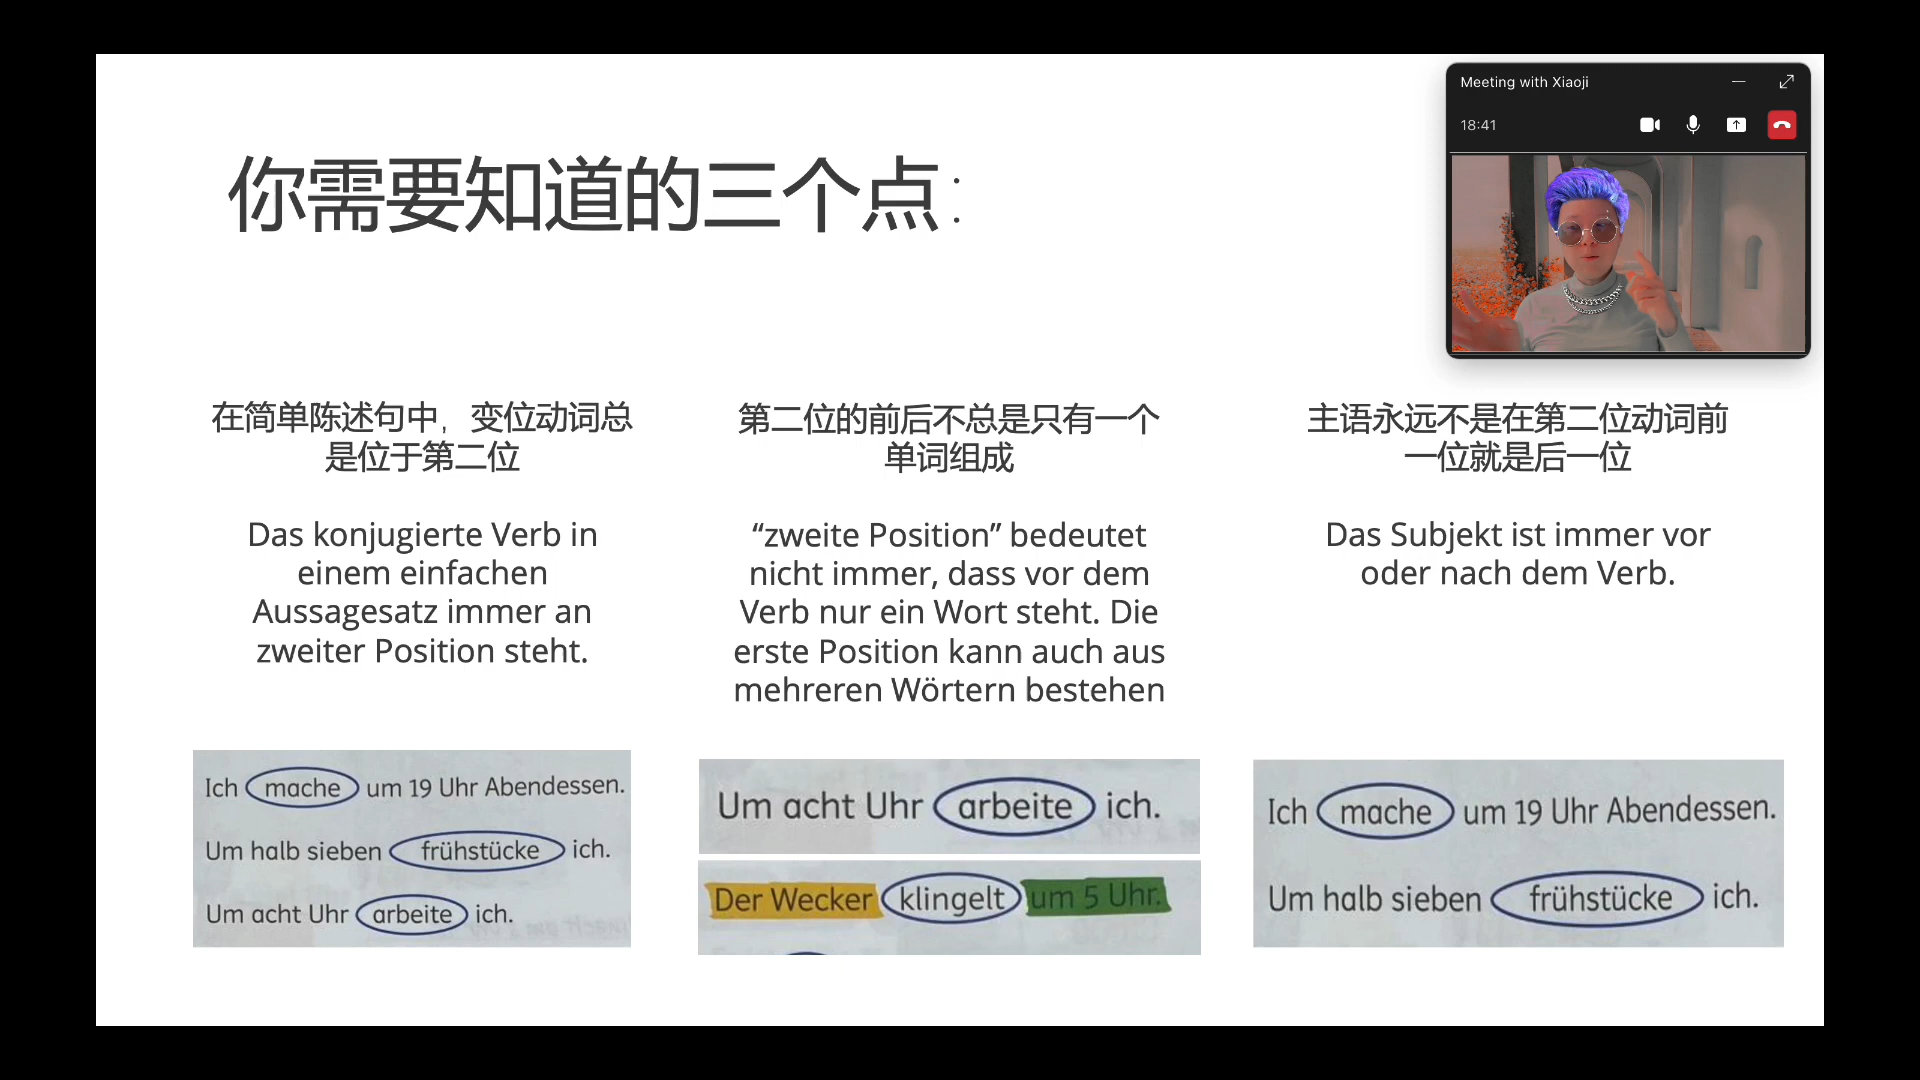 Meeting with Xiaoji
18:41
你需要知道的三个点:
在简单陈述句中，变位动词总
是位于第二位
Das konjugierte Verb in
einem einfachen
Aussagesatz immer an
zweiter Position steht.
Ich mache um 19 Uhr Abendessen.
Um halb sieben frühstücke ich.
Um acht Uhr arbeite ich.
第二位的前后不总是只有一个
单词组成
“zweite Position” bedeutet
nicht immer, dass vor dem
Verb nur ein Wort steht. Die
erste Position kann auch aus
mehreren Wörtern bestehen
Um acht Uhr arbeite ich.
Der Wecker klingelt um 5 Uhr.
主语永远不是在第二位动词前
一位就是后一位
Das Subjekt ist immer vor
oder nach dem Verb.
Ich mache um 19 Uhr Abendessen.
Um halb sieben frühstücke ich.